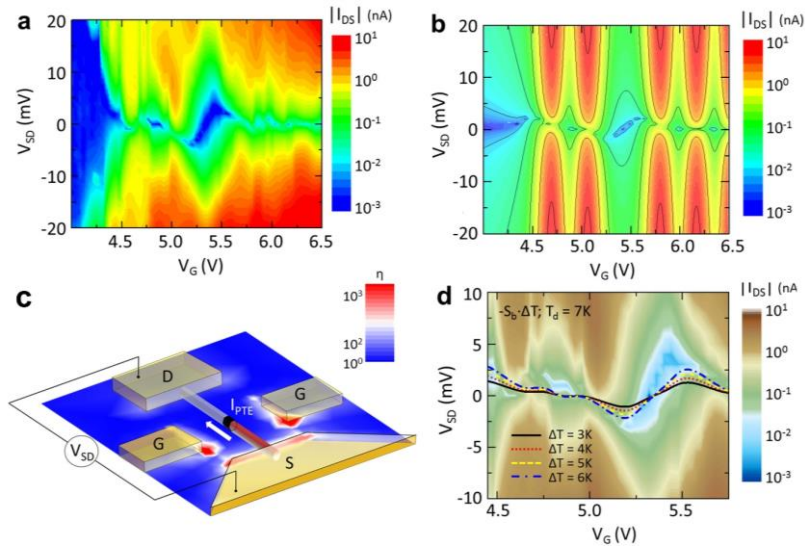 a
|I_DS| (nA)
20
10
0
-10
-20
V_SD (mV)
4.5 5.0 5.5 6.0 6.5
V_G (V)
10^1
10^0
10^-1
10^-2
10^-3
b
|I_DS| (nA)
20
10
0
-10
-20
V_SD (mV)
4.5 5.0 5.5 6.0 6.5
V_G (V)
10^1
10^0
10^-1
10^-2
10^-3
c
η
10^3
10^2
10^0
D
G
I_PTE
G
S
V_SD
d
|I_DS| (nA
-S_b·ΔT; T_d = 7K
10
5
0
-5
-10
V_SD (mV)
ΔT = 3K
ΔT = 4K
ΔT = 5K
ΔT = 6K
4.5 5.0 5.5
V_G (V)
10^1
10^0
10^-1
10^-2
10^-3